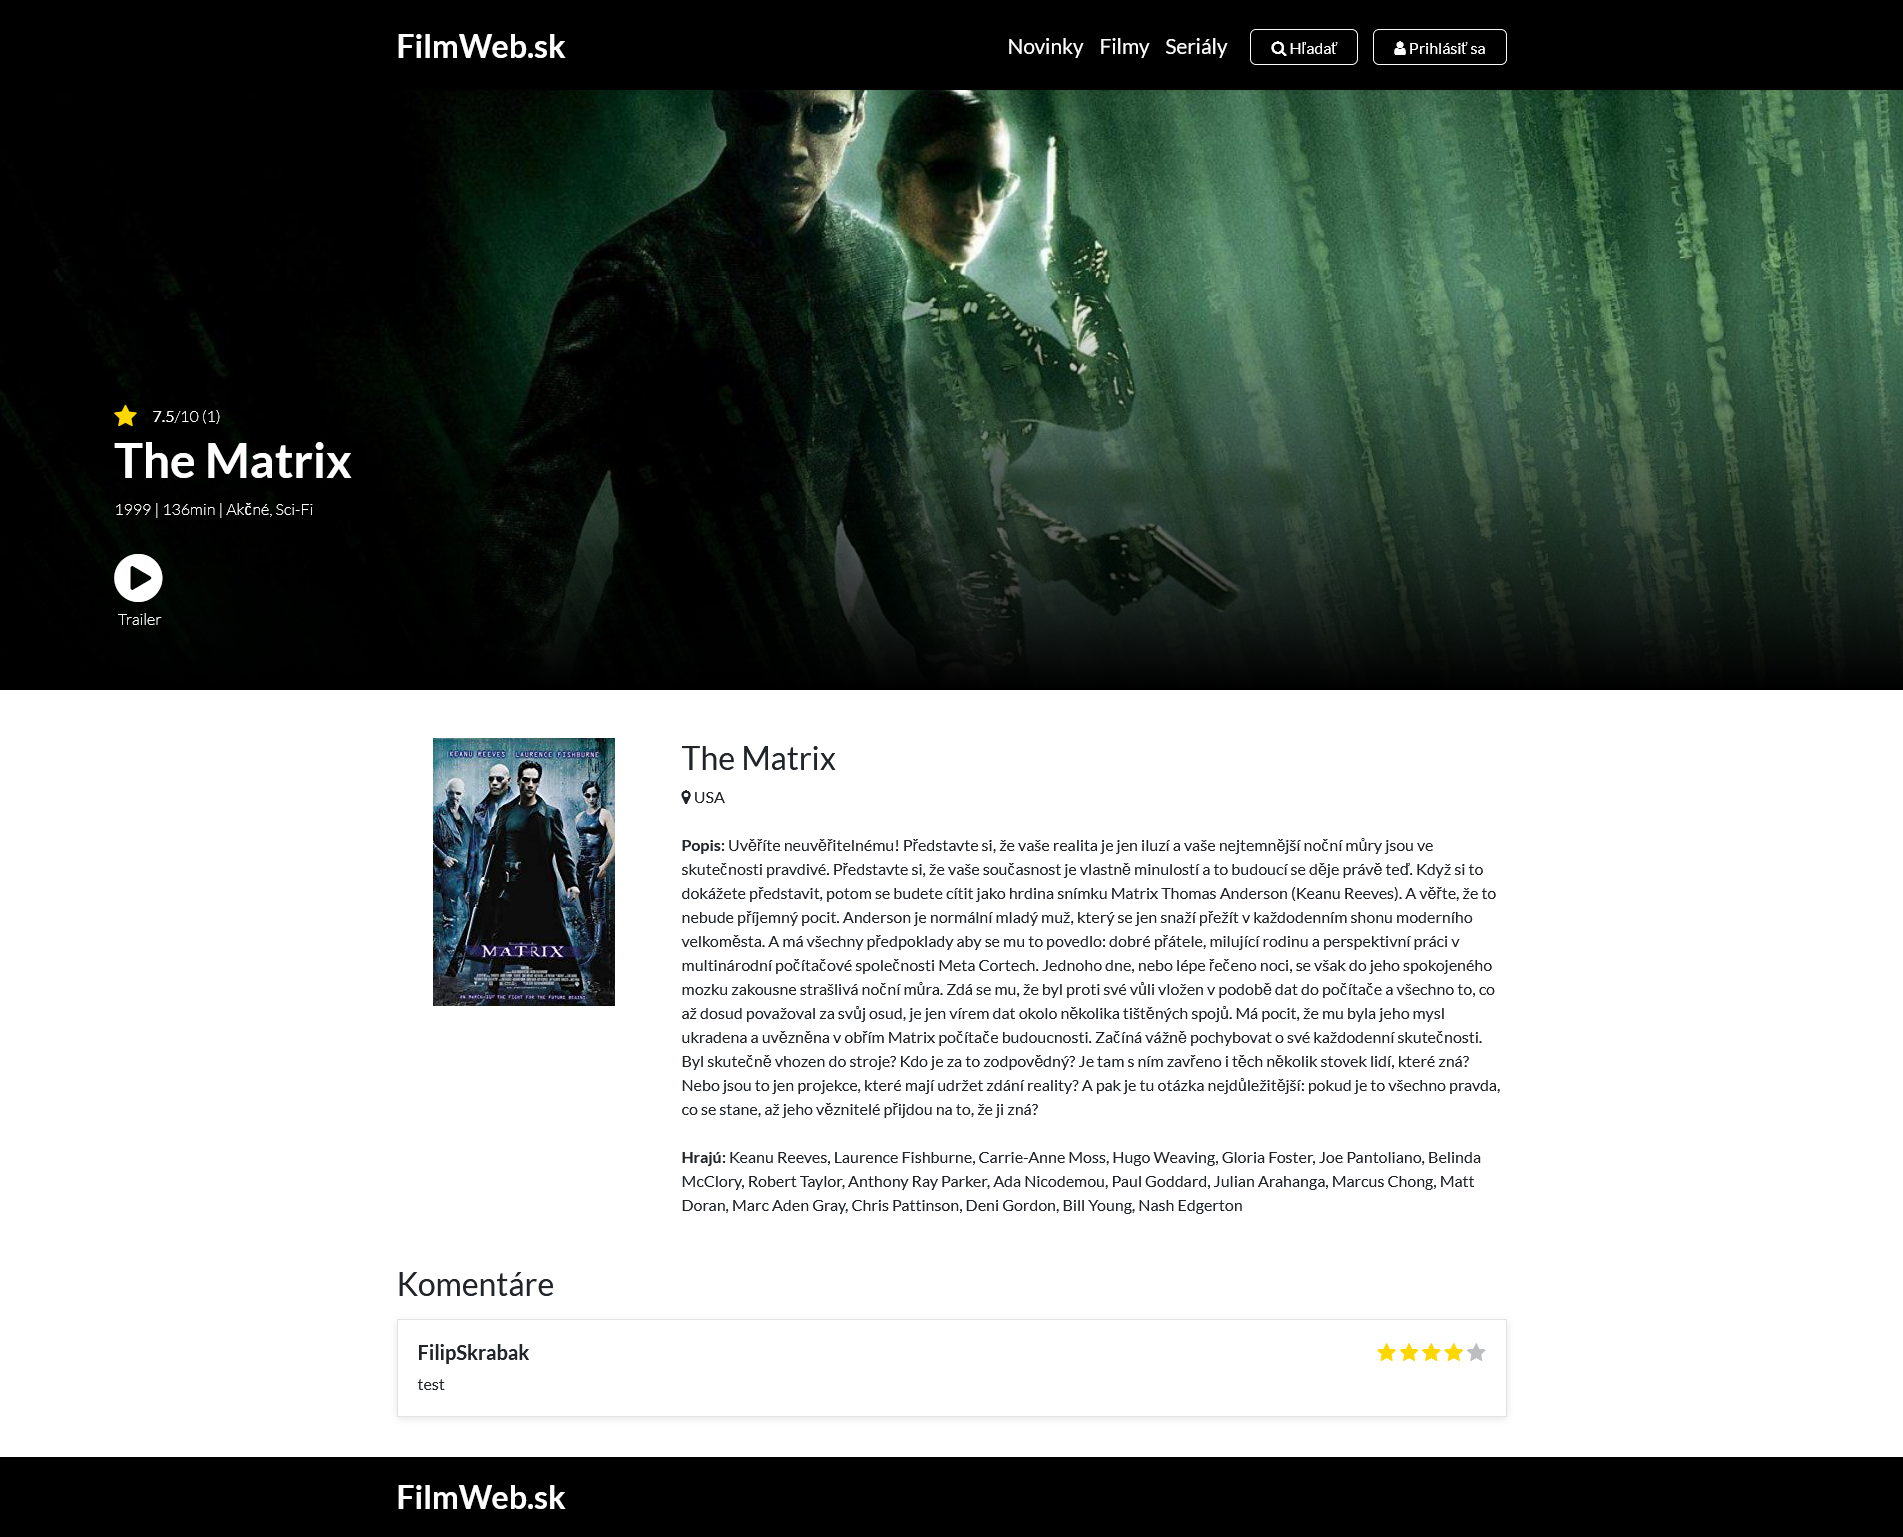 FilmWeb.sk
Novinky Filmy Seriály Hľadať Prihlásiť sa
7.5/10 (1)
The Matrix
1999 | 136min | Akčné, Sci-Fi
Trailer
KEANU REEVES LAURENCE FISHBURNE
MATRIX
ON MARCH 31ST THE FIGHT FOR THE FUTURE BEGINS
The Matrix
USA
Popis: Uvěříte neuvěřitelnému! Představte si, že vaše realita je jen iluzí a vaše nejtemnější noční můry jsou ve
skutečnosti pravdivé. Představte si, že vaše současnost je vlastně minulostí a to budoucí se děje právě teď. Když si to
dokážete představit, potom se budete cítit jako hrdina snímku Matrix Thomas Anderson (Keanu Reeves). A věřte, že to
nebude příjemný pocit. Anderson je normální mladý muž, který se jen snaží přežít v každodenním shonu moderního
velkoměsta. A má všechny předpoklady aby se mu to povedlo: dobré přátele, milující rodinu a perspektivní práci v
multinárodní počítačové společnosti Meta Cortech. Jednoho dne, nebo lépe řečeno noci, se však do jeho spokojeného
mozku zakousne strašlivá noční můra. Zdá se mu, že byl proti své vůli vložen v podobě dat do počítače a všechno to, co
až dosud považoval za svůj osud, je jen vírem dat okolo několika tištěných spojů. Má pocit, že mu byla jeho mysl
ukradena a uvězněna v obřím Matrix počítače budoucnosti. Začíná vážně pochybovat o své každodenní skutečnosti.
Byl skutečně vhozen do stroje? Kdo je za to zodpovědný? Je tam s ním zavřeno i těch několik stovek lidí, které zná?
Nebo jsou to jen projekce, které mají udržet zdání reality? A pak je tu otázka nejdůležitější: pokud je to všechno pravda,
co se stane, až jeho věznitelé přijdou na to, že ji zná?
Hrajú: Keanu Reeves, Laurence Fishburne, Carrie-Anne Moss, Hugo Weaving, Gloria Foster, Joe Pantoliano, Belinda
McClory, Robert Taylor, Anthony Ray Parker, Ada Nicodemou, Paul Goddard, Julian Arahanga, Marcus Chong, Matt
Doran, Marc Aden Gray, Chris Pattinson, Deni Gordon, Bill Young, Nash Edgerton
Komentáre
FilipSkrabak
test
FilmWeb.sk